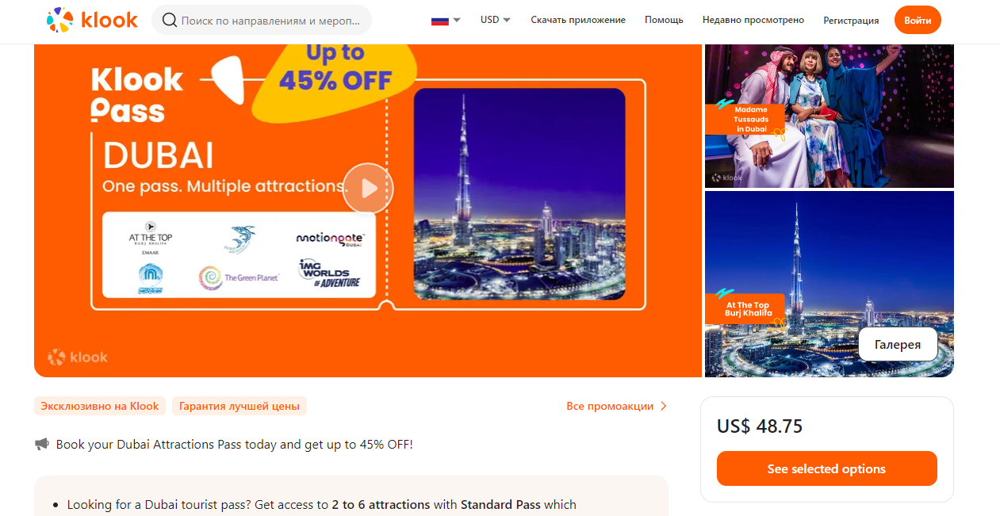 klook
Поиск по направлениям и мероп...
USD
Скачать приложение
Помощь
Недавно просмотрено
Регистрация
Войти
Up to
45% OFF
Klook
Pass
DUBAI
One pass. Multiple attractions.
AT THE TOP
BURJ KHALIFA
EMAAR
motiongate
DUBAI
The Green Planet
IMG
WORLDS
OF ADVENTURE
klook
Madame
Tussauds
in Dubai
klook
At The Top
Burj Khalifa
Галерея
Эксклюзивно на Klook
Гарантия лучшей цены
Все промоакции
Book your Dubai Attractions Pass today and get up to 45% OFF!
US$ 48.75
See selected options
Looking for a Dubai tourist pass? Get access to 2 to 6 attractions with Standard Pass which